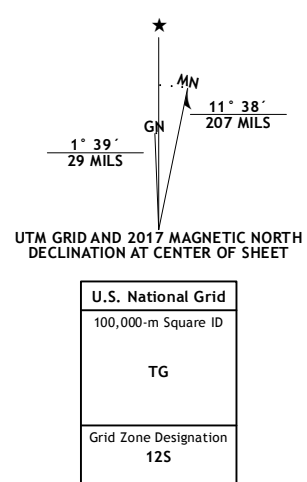 MN
GN
11° 38´
207 MILS
1° 39´
29 MILS
UTM GRID AND 2017 MAGNETIC NORTH
DECLINATION AT CENTER OF SHEET
U.S. National Grid
100,000-m Square ID
TG
Grid Zone Designation
12S